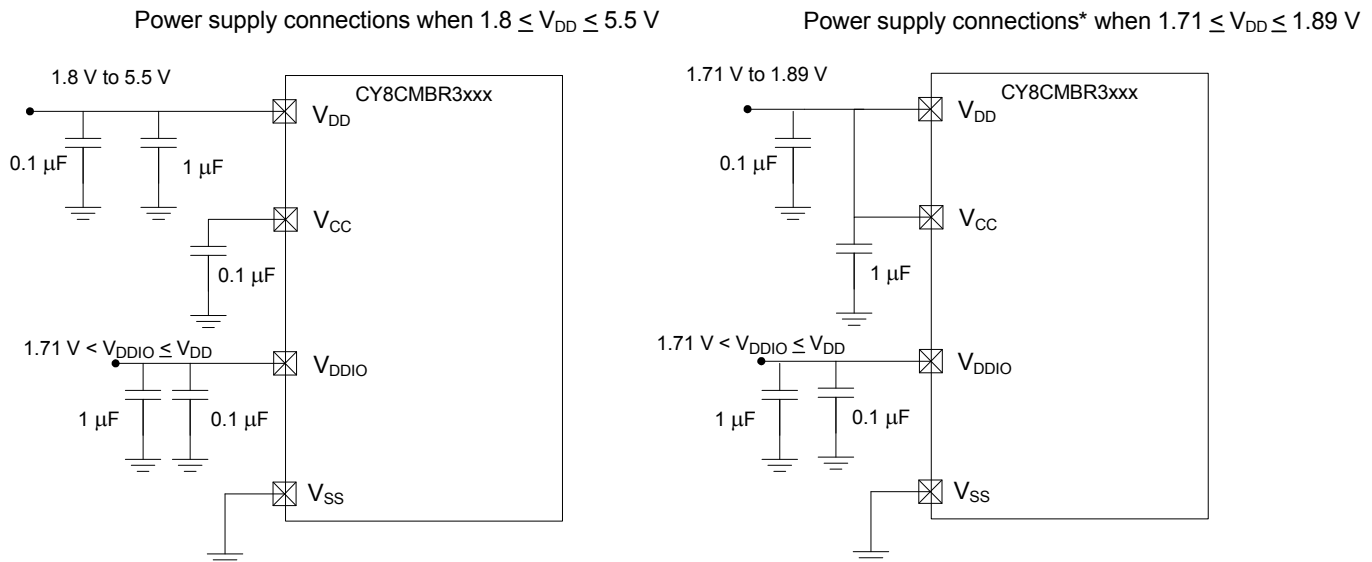 Power supply connections when 1.8 ≤ VDD ≤ 5.5 V
1.8 V to 5.5 V
CY8CMBR3xxx
VDD
0.1 μF
1 μF
VCC
0.1 μF
1.71 V < VDDIO ≤ VDD
VDDIO
1 μF
0.1 μF
VSS
Power supply connections* when 1.71 ≤ VDD ≤ 1.89 V
1.71 V to 1.89 V
CY8CMBR3xxx
VDD
0.1 μF
VCC
1 μF
1.71 V < VDDIO ≤ VDD
VDDIO
1 μF
0.1 μF
VSS